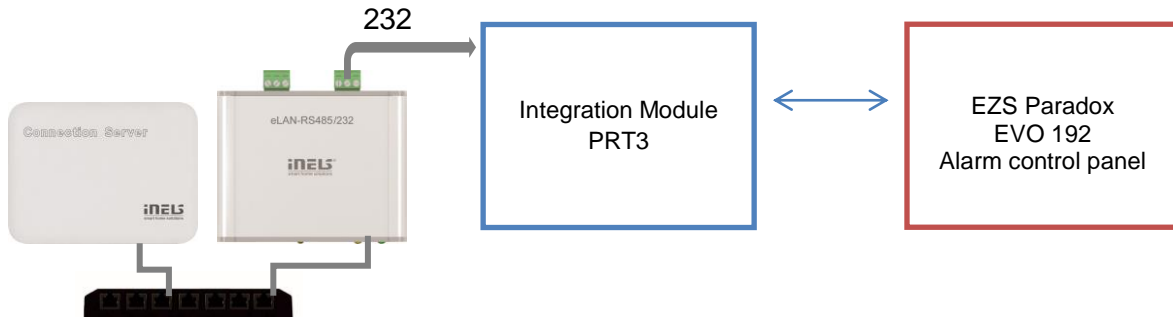 232
Connection Server
iNELS
eLAN-RS485/232
iNELS
Integration Module
PRT3
EZS Paradox
EVO 192
Alarm control panel